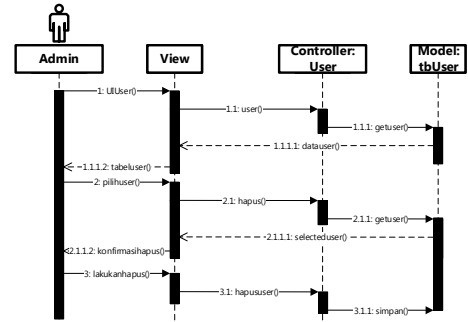 Admin
View
Controller:
User
Model:
tbUser
1: UIUser()
1.1: user()
1.1.1: getuser()
1.1.1.1: datauser()
1.1.1.2: tabeluser()
2: pilihuser()
2.1: hapus()
2.1.1: getuser()
2.1.1.1: selecteduser()
2.1.1.2: konfirmasihapus()
3: lakukanhapus()
3.1: hapususer()
3.1.1: simpan()